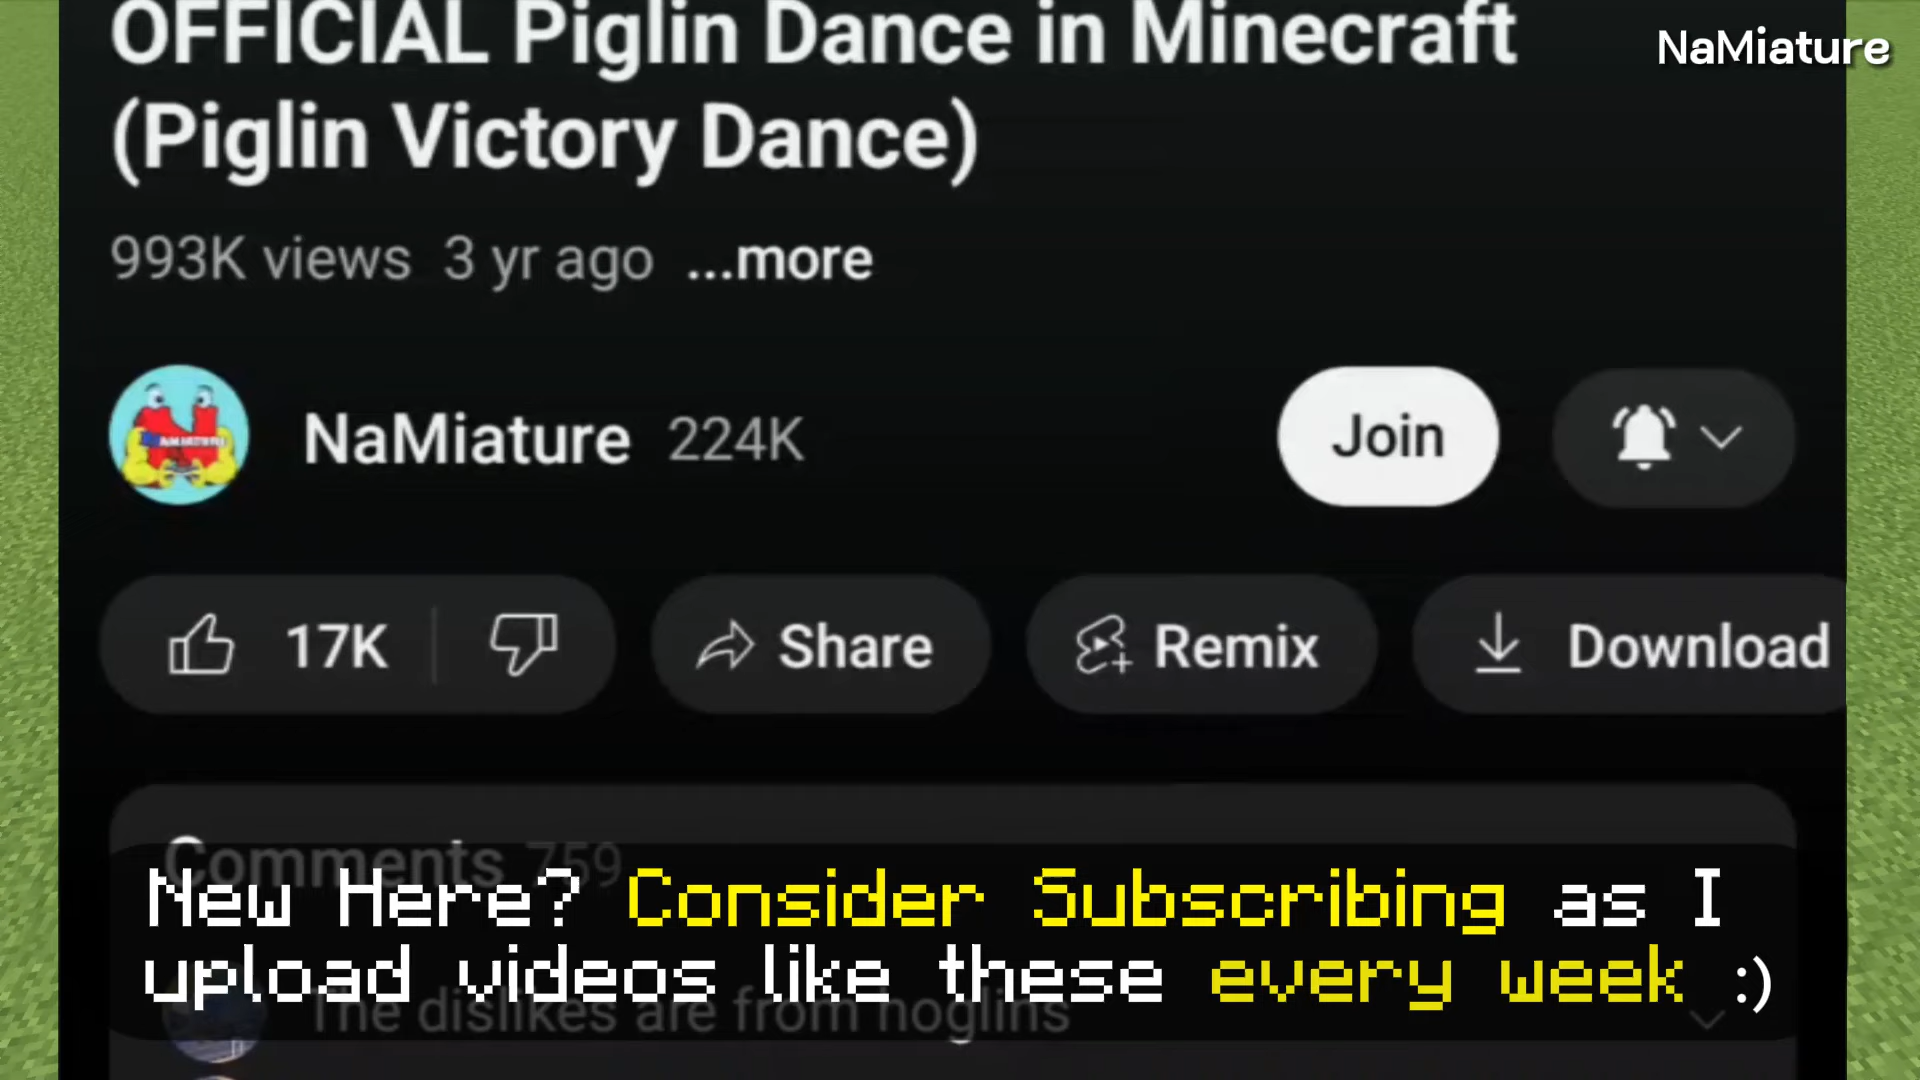 OFFICIAL Piglin Dance in Minecraft
NaMiature
(Piglin Victory Dance)
993K views 3 yr ago ...more
NaMiature 224K
Join
17K
Share
Remix
Download
Comments 759
New Here? Consider Subscribing as I
upload videos like these every week :)
The dislikes are from hoglins